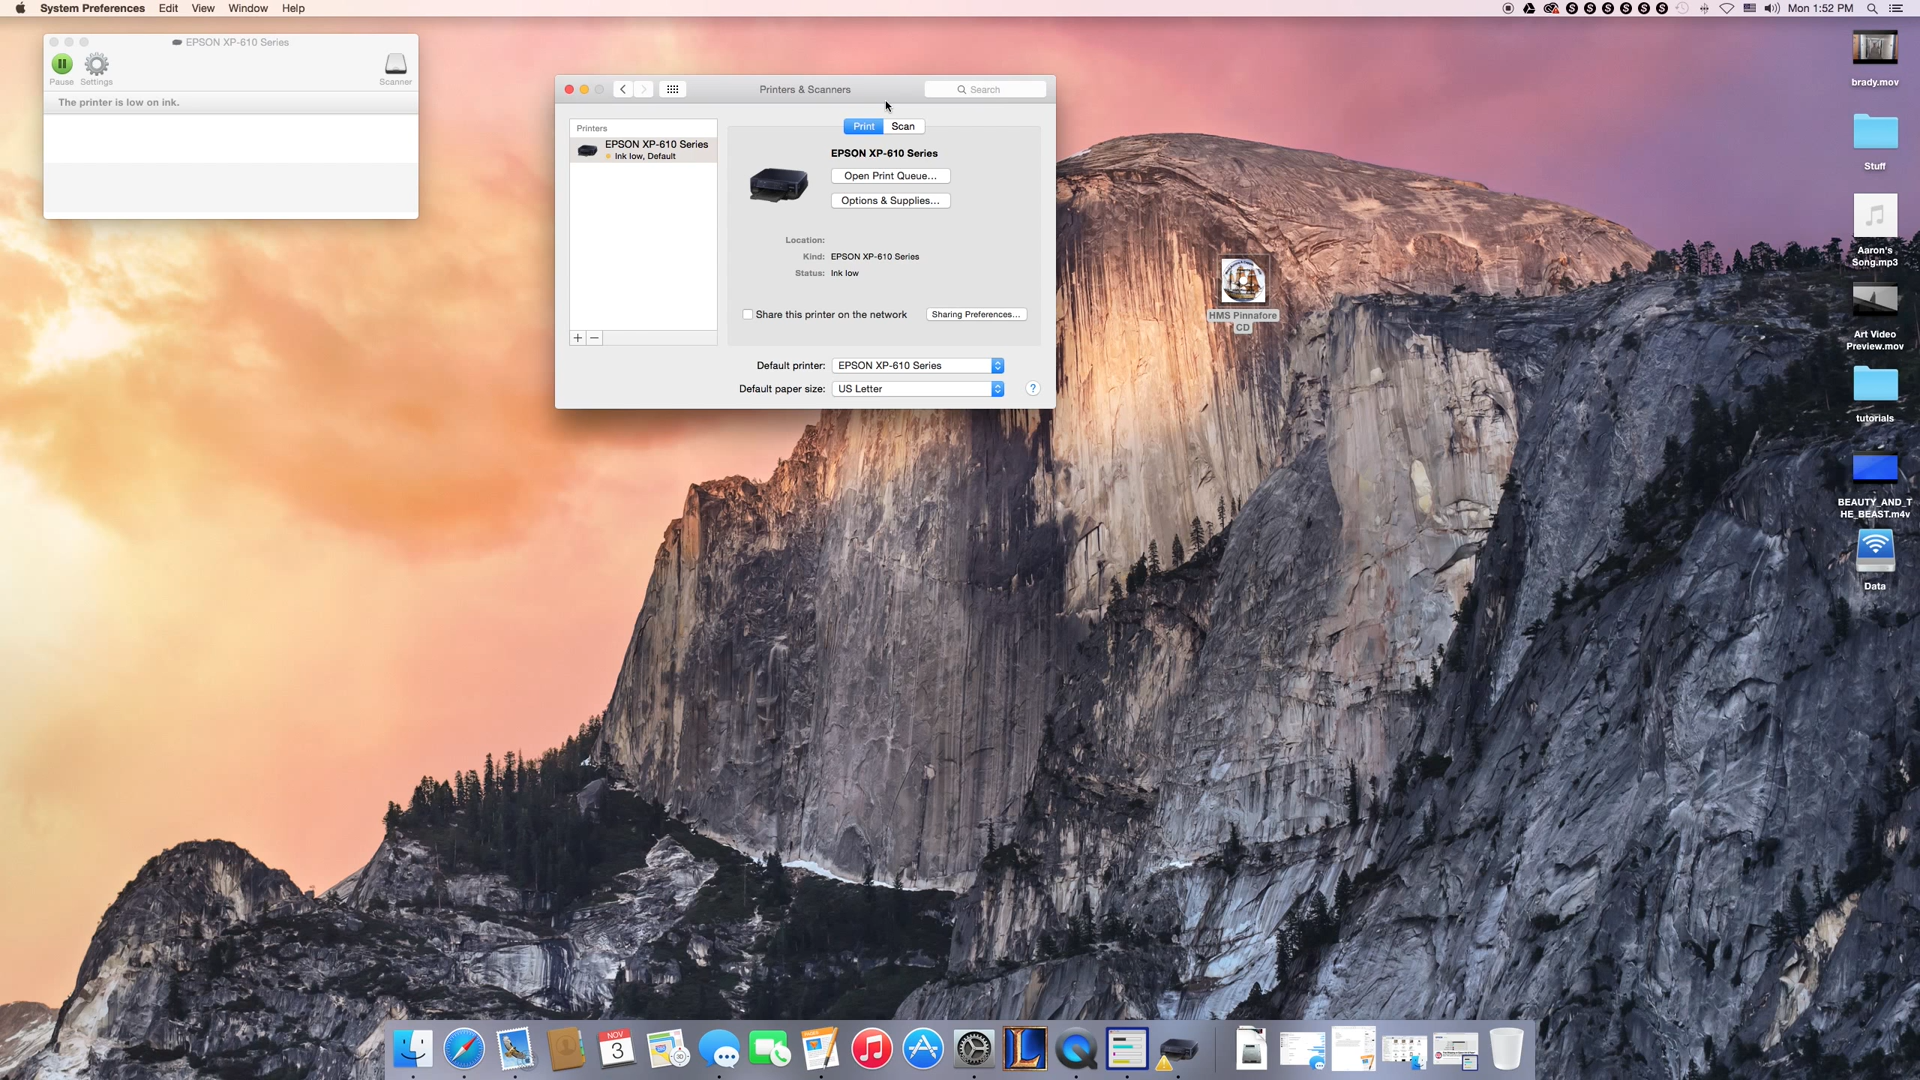 System Preferences Edit View Window Help
Mon 1:52 PM
EPSON XP-610 Series
Pause Settings Scanner
The printer is low on ink.
Printers & Scanners
Search
Print Scan
Printers
EPSON XP-610 Series
Ink low, Default
EPSON XP-610 Series
Open Print Queue...
Options & Supplies...
Location:
Kind: EPSON XP-610 Series
Status: Ink low
Share this printer on the network Sharing Preferences...
+ −
Default printer: EPSON XP-610 Series
Default paper size: US Letter
?
HMS Pinnafore
CD
brady.mov
Stuff
Aaron's
Song.mp3
Art Video
Preview.mov
tutorials
BEAUTY_AND_T
HE_BEAST.m4v
Data
NOV
3